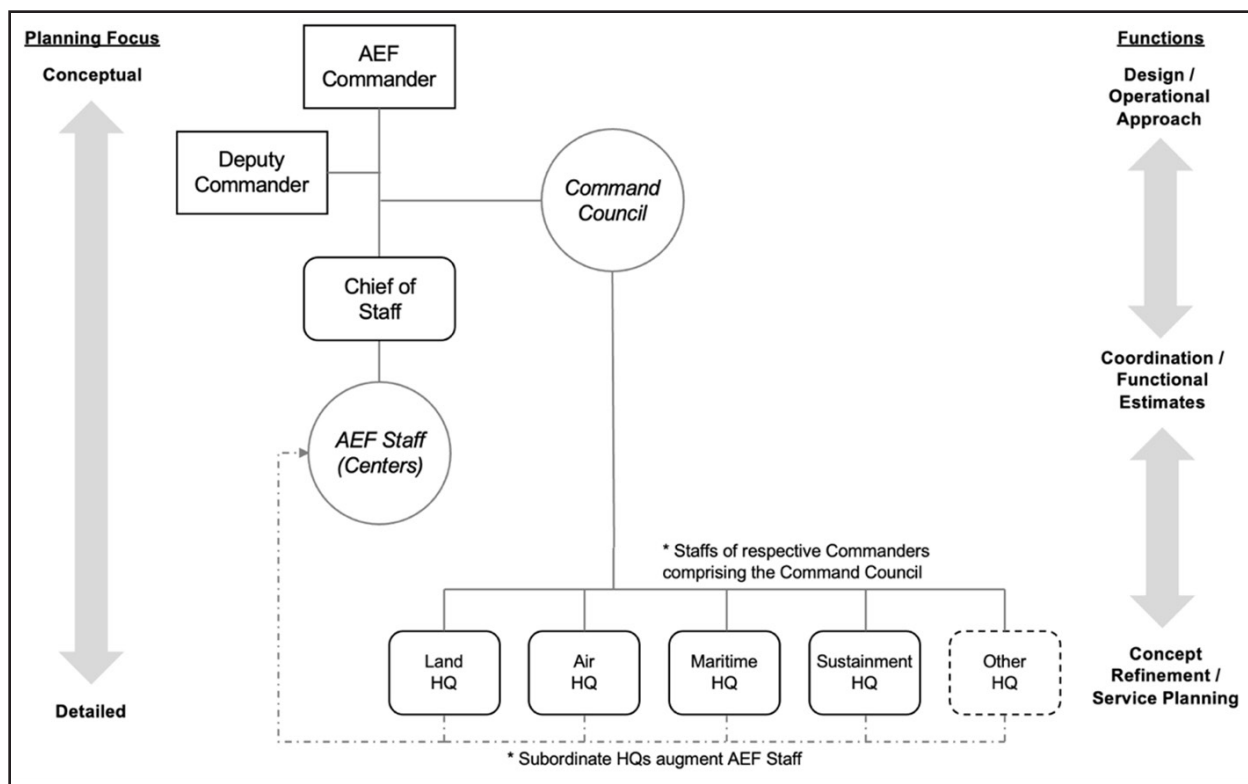 Planning Focus
Conceptual
Detailed
AEF
Commander
Deputy
Commander
Command
Council
Chief of
Staff
AEF Staff
(Centers)
* Staffs of respective Commanders
comprising the Command Council
Land
HQ
Air
HQ
Maritime
HQ
Sustainment
HQ
Other
HQ
* Subordinate HQs augment AEF Staff
Functions
Design /
Operational
Approach
Coordination /
Functional
Estimates
Concept
Refinement /
Service Planning